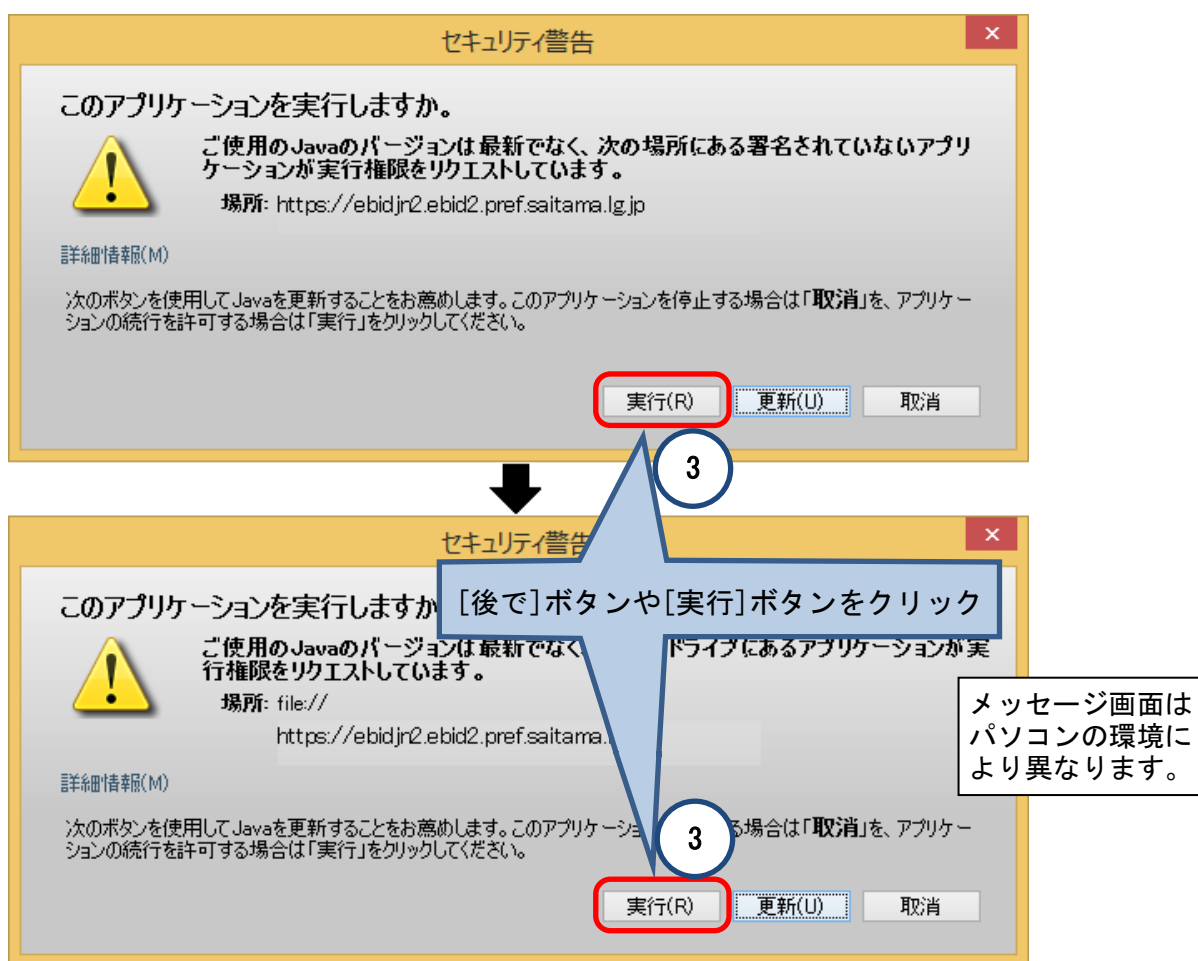 セキュリティ警告
×
このアプリケーションを実行しますか。
ご使用のJavaのバージョンは最新でなく、次の場所にある署名されていないアプリ
ケーションが実行権限をリクエストしています。
場所: https://ebidjn2.ebid2.pref.saitama.lg.jp
詳細情報(M)
次のボタンを使用してJavaを更新することをお薦めします。このアプリケーションを停止する場合は「取消」を、アプリケー
ションの続行を許可する場合は「実行」をクリックしてください。
実行(R) 更新(U) 取消
3
セキュリティ警告
×
[後で]ボタンや[実行]ボタンをクリック
このアプリケーションを実行しますか
ご使用のJavaのバージョンは最新でなく、 ドライブにあるアプリケーションが実
行権限をリクエストしています。
場所: file://
https://ebidjn2.ebid2.pref.saitama.
メッセージ画面は
パソコンの環境に
より異なります。
詳細情報(M)
次のボタンを使用してJavaを更新することをお薦めします。このアプリケーショ る場合は「取消」を、アプリケー
ションの続行を許可する場合は「実行」をクリックしてください。
3
実行(R) 更新(U) 取消